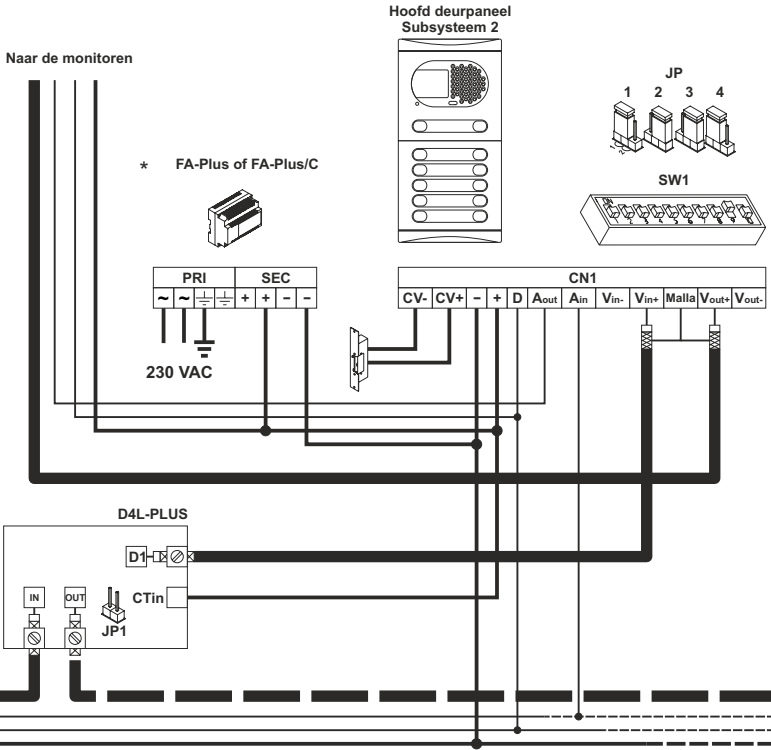 Hoofd deurpaneel
Subsysteem 2
Naar de monitoren
JP
1 2 3 4
* FA-Plus of FA-Plus/C
SW1
PRI SEC
~ ~ + + − −
230 VAC
CN1
CV- CV+ − + D Aout Ain Vin- Vin+ Malla Vout+ Vout-
D4L-PLUS
D1
IN OUT CTin
JP1